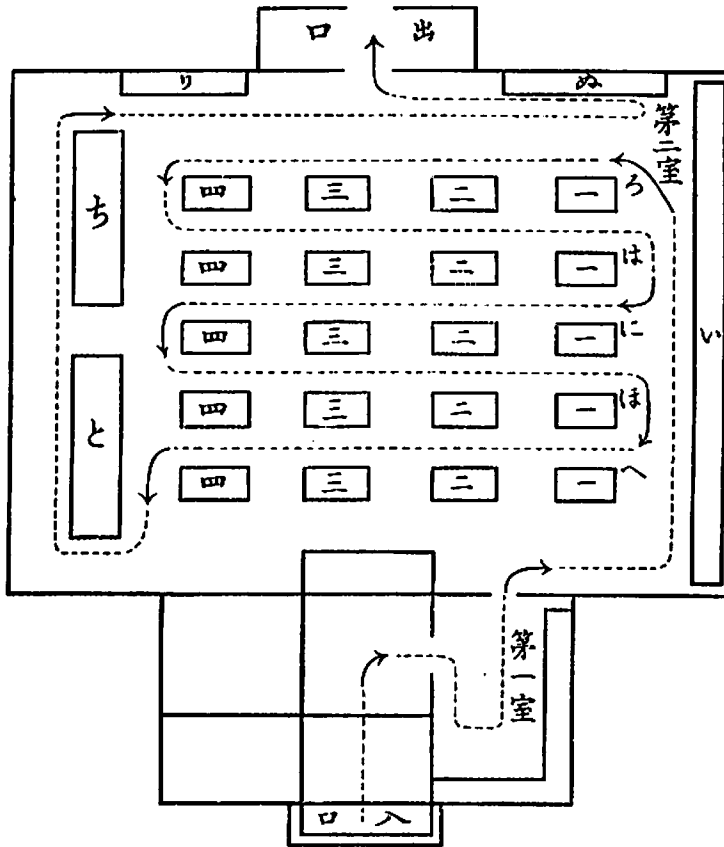 口出
り
ぬ
第二室
い
ち
四 三 二 一 ろ
四 三 二 一 は
四 三 二 一 に
四 三 二 一 ほ
四 三 二 一 へ
と
第一室
口入